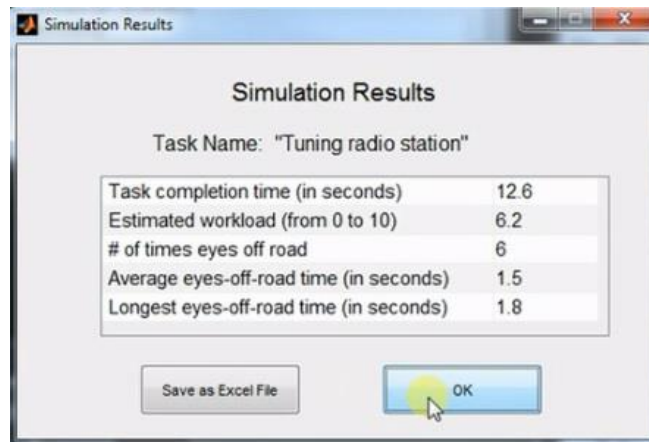 Simulation Results
Simulation Results
Task Name: "Tuning radio station"
Task completion time (in seconds) 12.6
Estimated workload (from 0 to 10) 6.2
# of times eyes off road 6
Average eyes-off-road time (in seconds) 1.5
Longest eyes-off-road time (in seconds) 1.8
Save as Excel File OK